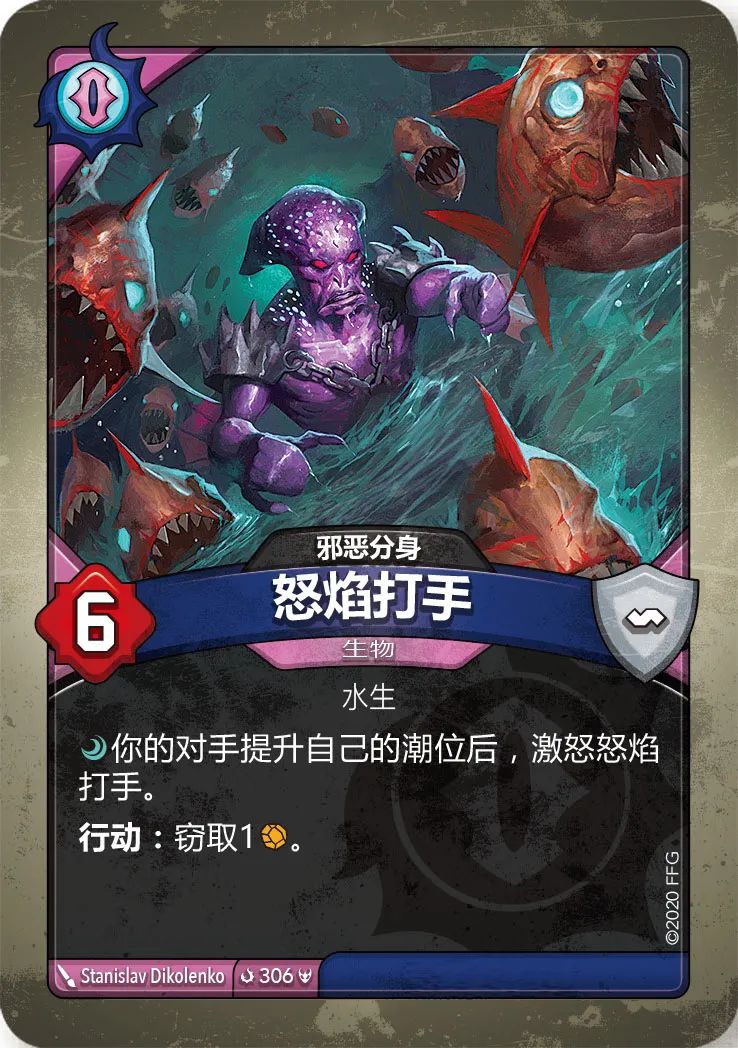 邪恶分身
怒焰打手
6
生物
水生
你的对手提升自己的潮位后，激怒怒焰
打手。
行动：窃取1。
©2020 FFG
Stanislav Dikolenko
306